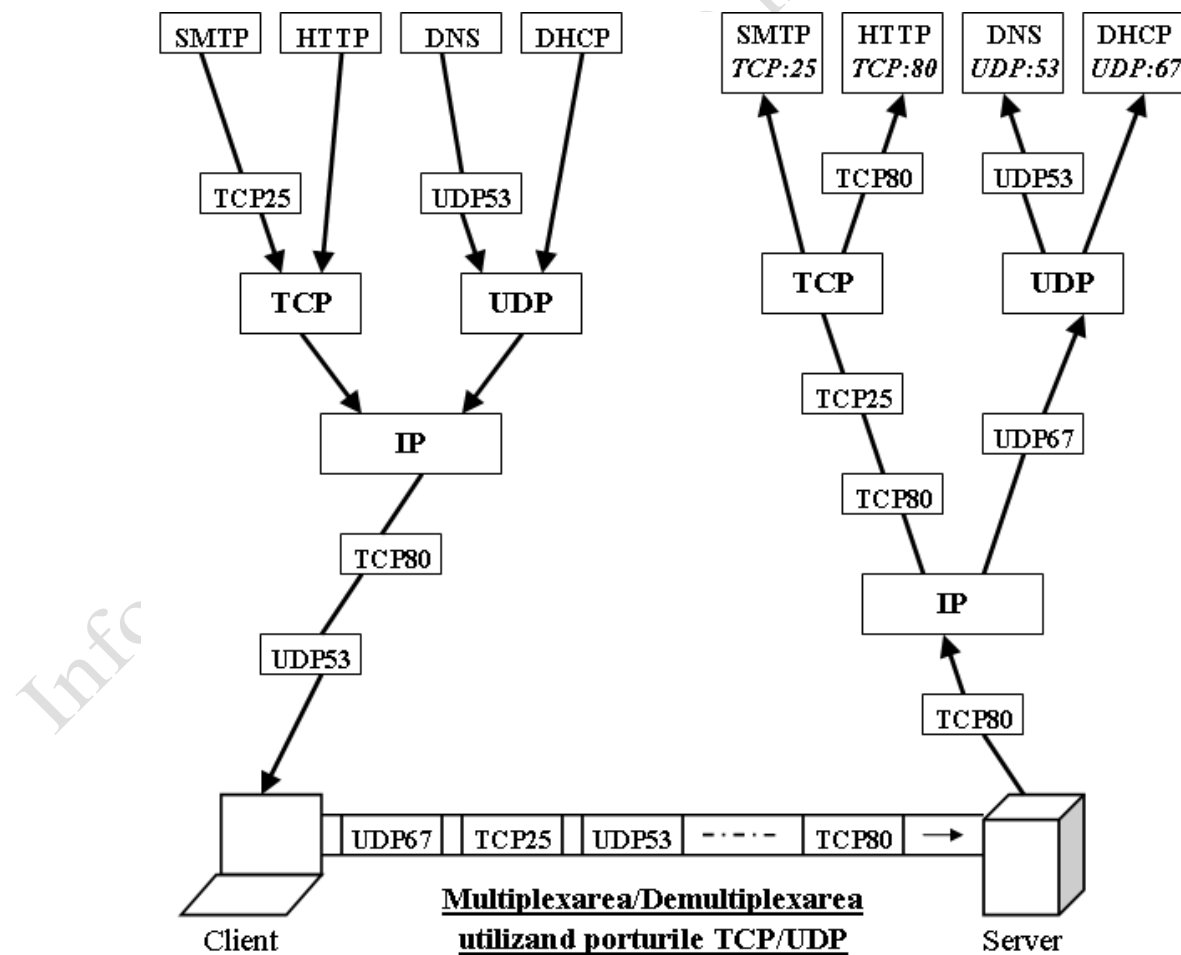 SMTP HTTP DNS DHCP
SMTP HTTP DNS DHCP
TCP:25 TCP:80 UDP:53 UDP:67
TCP25 UDP53
TCP80 UDP53
TCP UDP
TCP UDP
TCP25
UDP67
IP
TCP80
TCP80
IP
UDP53
TCP80
UDP67 TCP25 UDP53 TCP80
Multiplexarea/Demultiplexarea
utilizand porturile TCP/UDP
Client
Server